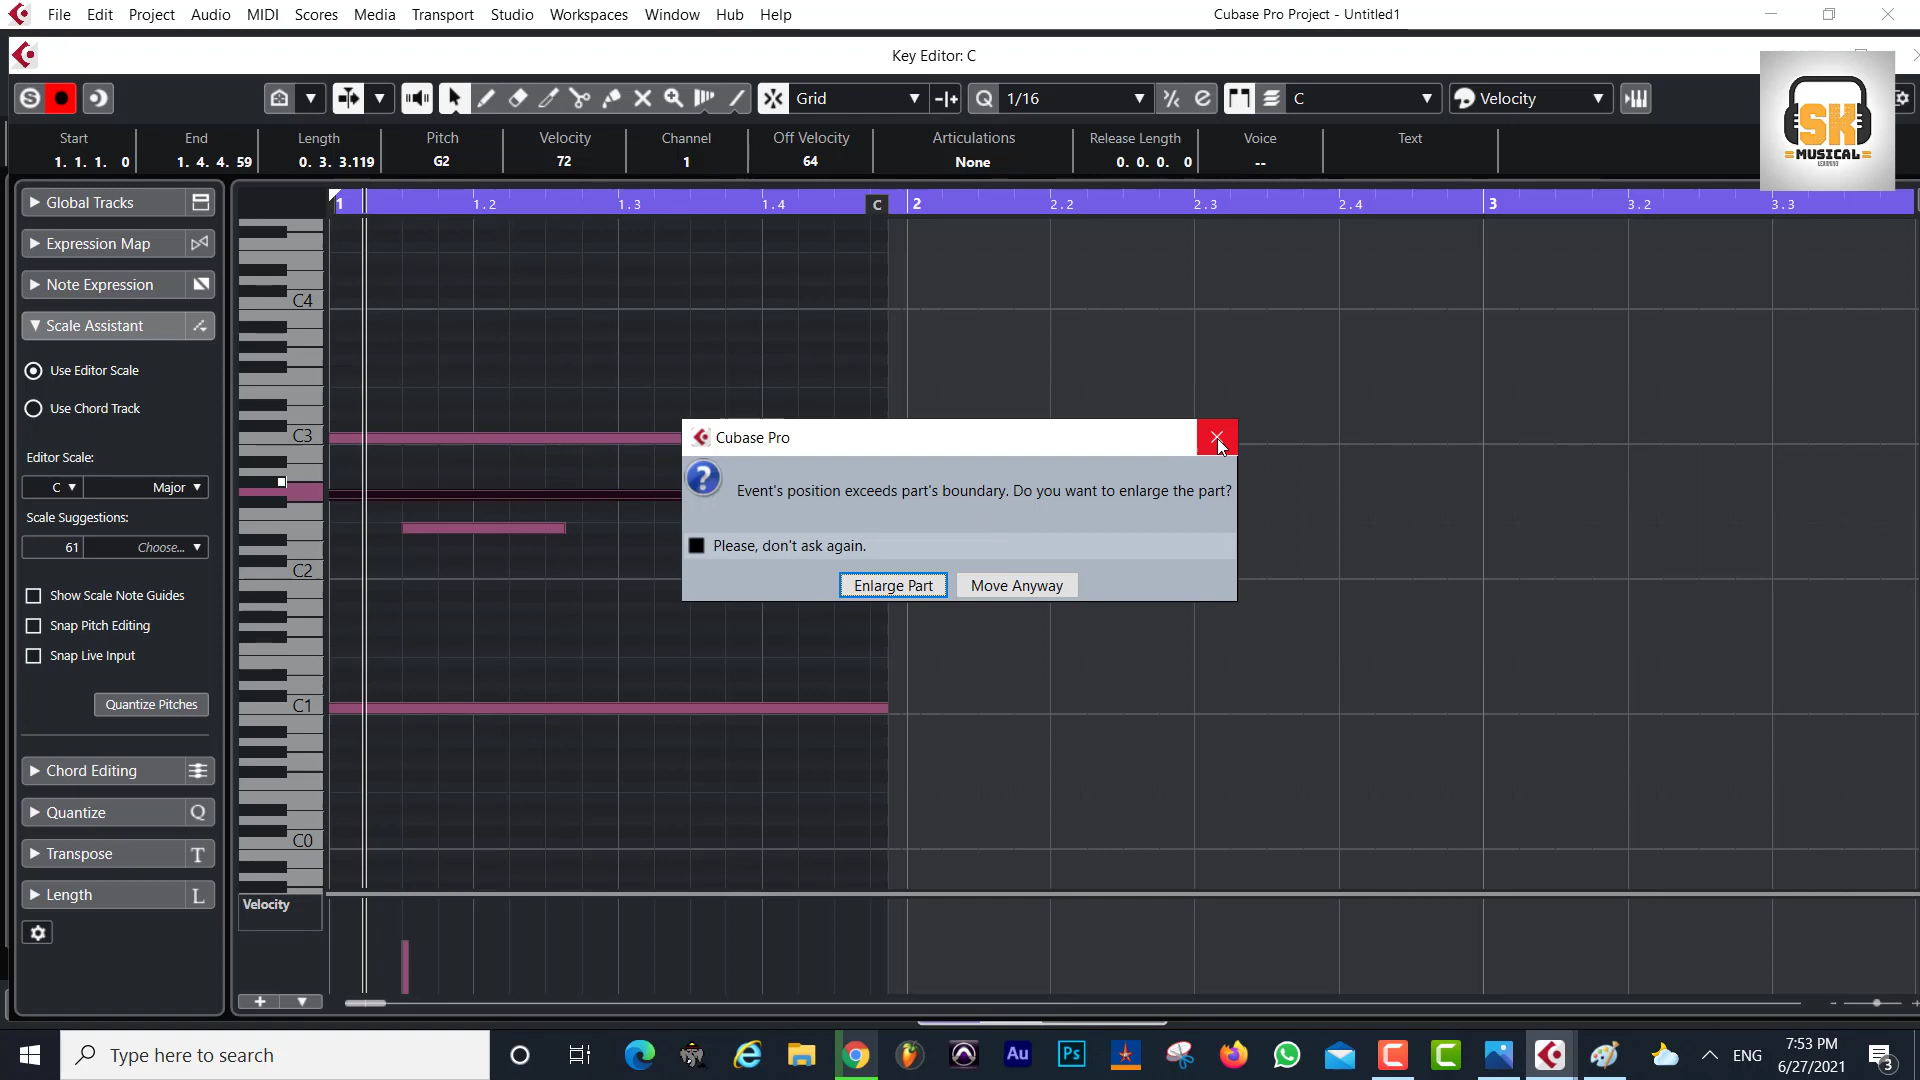 File Edit Project Audio MIDI Scores Media Transport Studio Workspaces Window Hub Help Cubase Pro Project - Untitled1
Key Editor: C
Grid 1/16 C Velocity
Start End Length Pitch Velocity Channel Off Velocity Articulations Release Length Voice Text
1. 1. 1. 0 1. 4. 4. 59 0. 3. 3.119 G2 72 1 64 None 0. 0. 0. 0 --
SK
MUSICAL
Global Tracks
1 1.2 1.3 1.4 C 2 2.2 2.3 2.4 3 3.2 3.3
Expression Map
Note Expression
C4
Scale Assistant
Use Editor Scale
Use Chord Track
C3
Cubase Pro
Editor Scale:
C Major
Event's position exceeds part's boundary. Do you want to enlarge the part?
Scale Suggestions:
61 Choose...
Please, don't ask again.
C2
Enlarge Part Move Anyway
Show Scale Note Guides
Snap Pitch Editing
Snap Live Input
Quantize Pitches
C1
Chord Editing
Quantize Q
C0
Transpose T
Length L
Velocity
Type here to search
Au Ps
ENG
7:53 PM
6/27/2021
3